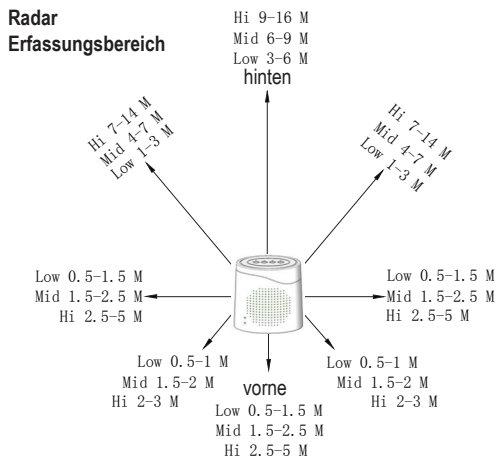 Radar
Erfassungsbereich
Hi 9-16 M
Mid 6-9 M
Low 3-6 M
hinten
Hi 7-14 M
Mid 4-7 M
Low 1-3 M
Hi 7-14 M
Mid 4-7 M
Low 1-3 M
Low 0.5-1.5 M
Mid 1.5-2.5 M
Hi 2.5-5 M
Low 0.5-1.5 M
Mid 1.5-2.5 M
Hi 2.5-5 M
Low 0.5-1 M
Mid 1.5-2 M
Hi 2-3 M
vorne
Low 0.5-1.5 M
Mid 1.5-2.5 M
Hi 2.5-5 M
Low 0.5-1 M
Mid 1.5-2 M
Hi 2-3 M